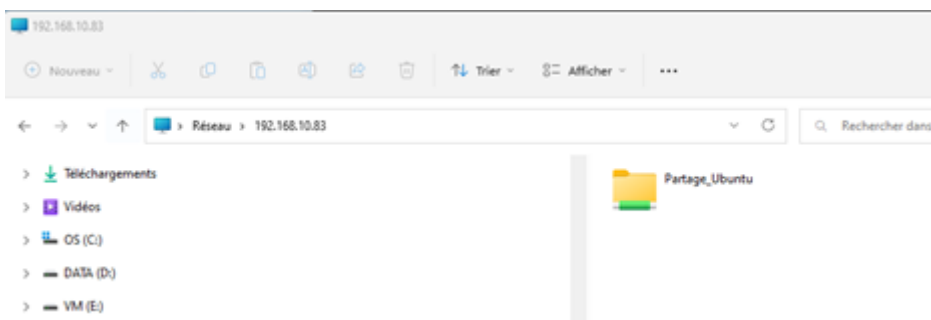 192.168.10.83
Nouveau
Trier
Afficher
Réseau > 192.168.10.83
Rechercher dans
Téléchargements
Partage_Ubuntu
Vidéos
OS (C:)
DATA (D:)
VM (E:)